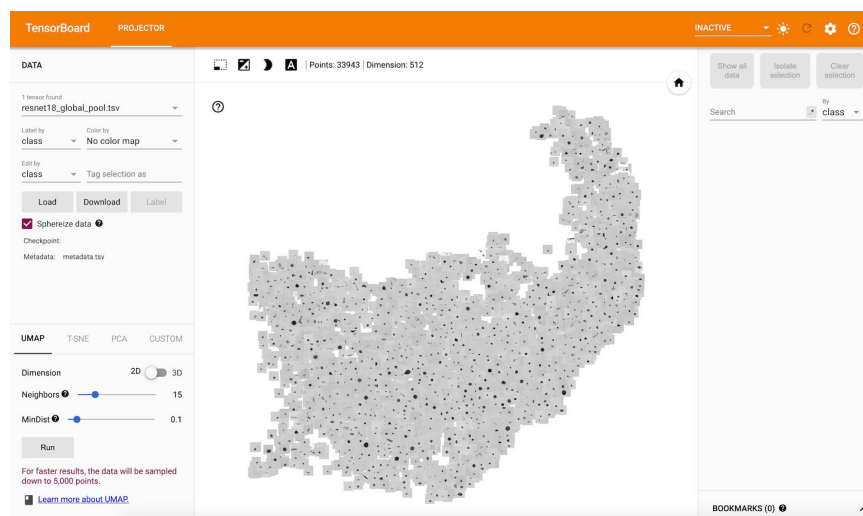 TensorBoard PROJECTOR INACTIVE
DATA
Points: 33943 Dimension: 512
A
Show all data
Isolate selection
Clear selection
1 tensor found
resnet18_global_pool.tsv
Search .* By class
Label by class
Color by No color map
Edit by class
Tag selection as
Load Download Label
Sphereize data
Checkpoint:
Metadata: metadata.tsv
UMAP T-SNE PCA CUSTOM
Dimension 2D 3D
Neighbors 15
MinDist 0.1
Run
For faster results, the data will be sampled
down to 5,000 points.
Learn more about UMAP.
BOOKMARKS (0)